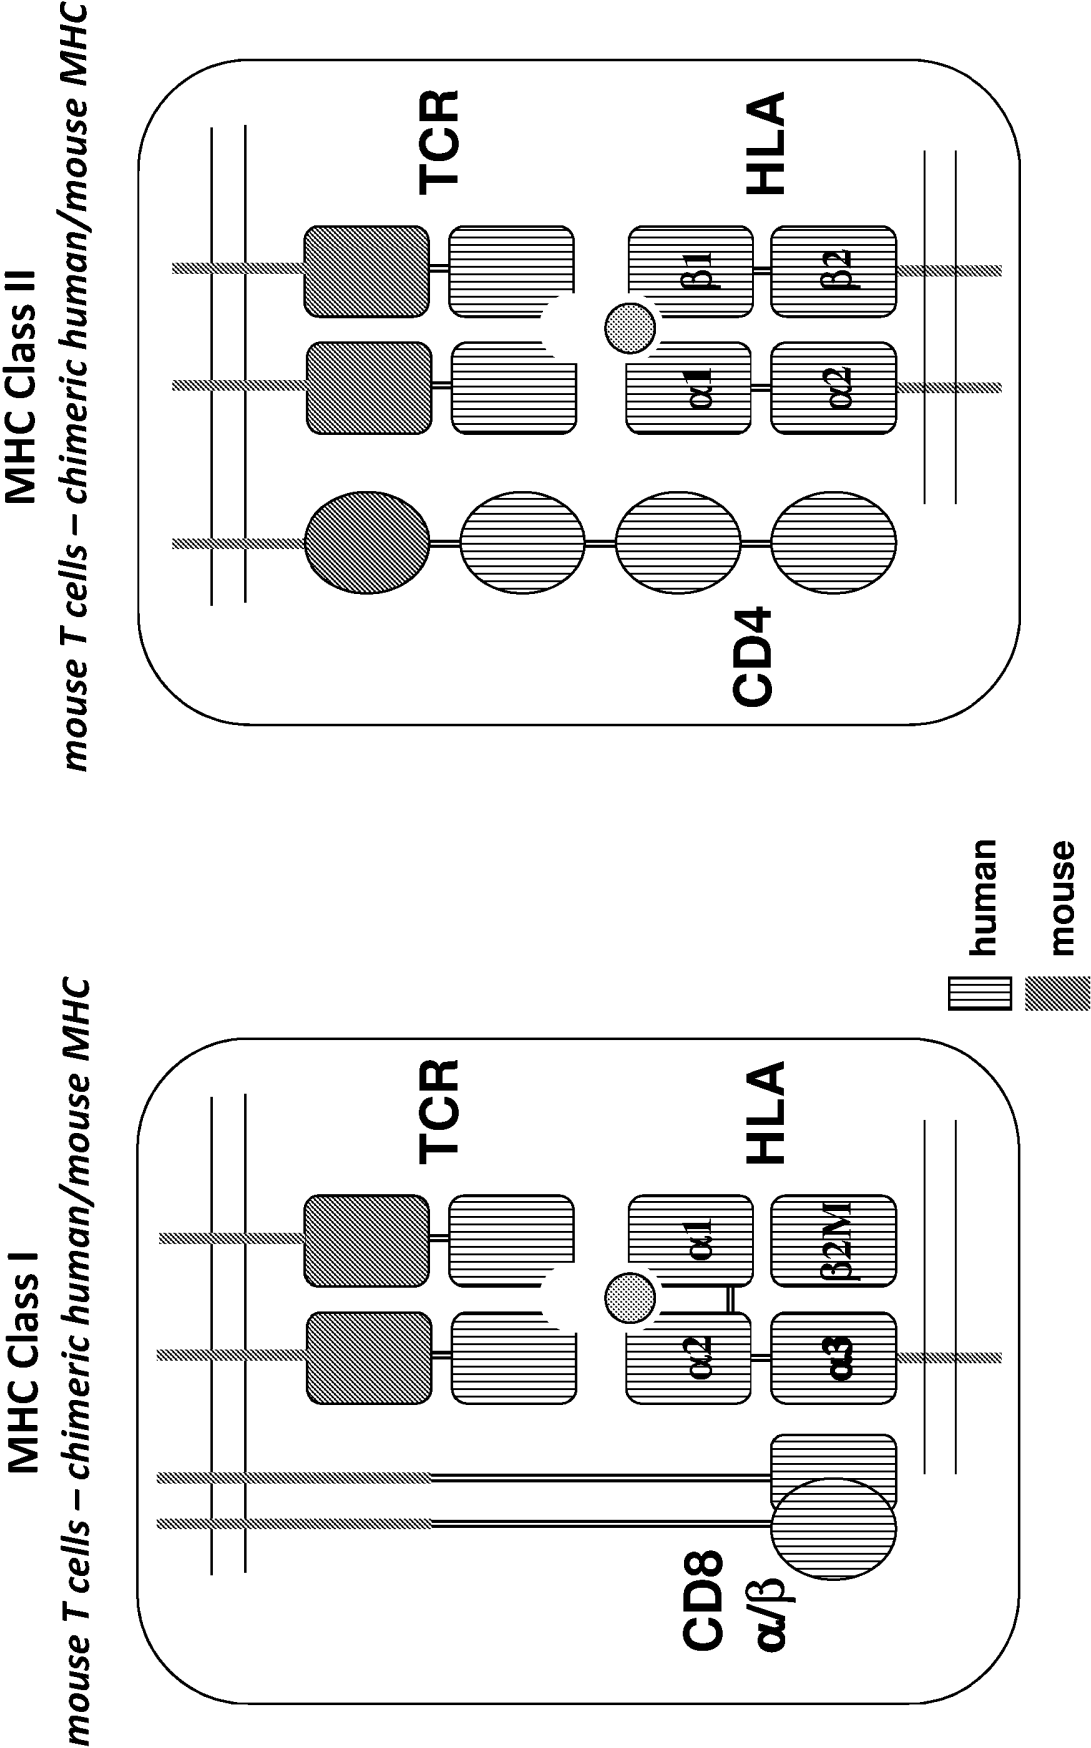 MHC Class I
mouse T cells – chimeric human/mouse MHC
TCR
CD8
α/β
α2
α1
α3
β2M
HLA
human
mouse
MHC Class II
mouse T cells – chimeric human/mouse MHC
TCR
CD4
α1
β1
α2
β2
HLA